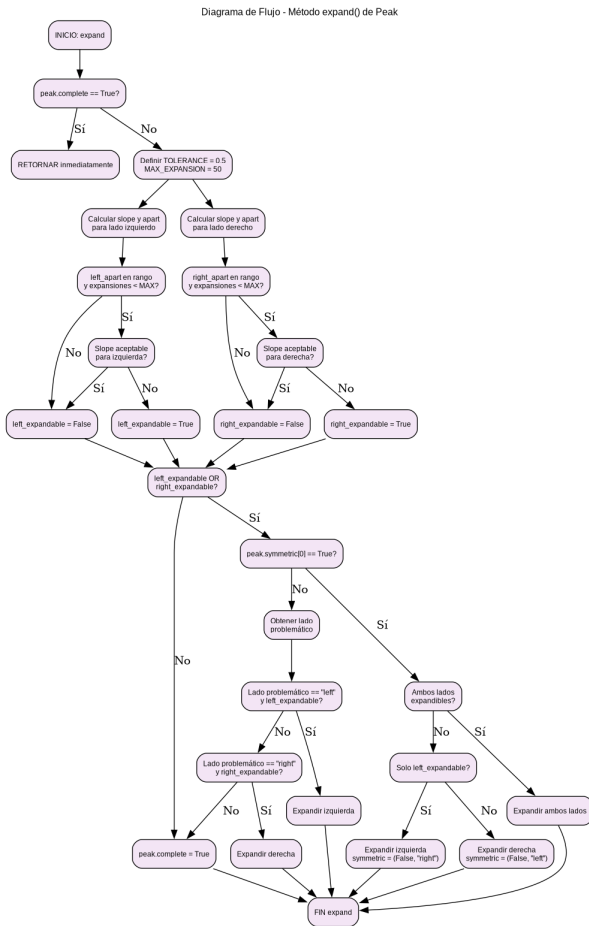 Diagrama de Flujo - Método expand() de Peak
INICIO: expand
peak.complete == True?
Sí
No
RETORNAR inmediatamente
Definir TOLERANCE = 0.5
MAX_EXPANSION = 50
Calcular slope y apart
para lado izquierdo
Calcular slope y apart
para lado derecho
left_apart en rango
y expansiones < MAX?
right_apart en rango
y expansiones < MAX?
Sí
Sí
No
Slope aceptable
para izquierda?
No
Slope aceptable
para derecha?
Sí
No
Sí
No
left_expandable = False
left_expandable = True
right_expandable = False
right_expandable = True
left_expandable OR
right_expandable?
Sí
peak.symmetric[0] == True?
No
Obtener lado
problemático
Sí
No
Lado problemático == "left"
y left_expandable?
Ambos lados
expandibles?
No
Sí
No
Sí
Lado problemático == "right"
y right_expandable?
Solo left_expandable?
No
Sí
Expandir izquierda
Sí
No
Expandir ambos lados
peak.complete = True
Expandir derecha
Expandir izquierda
symmetric = (False, "right")
Expandir derecha
symmetric = (False, "left")
FIN expand